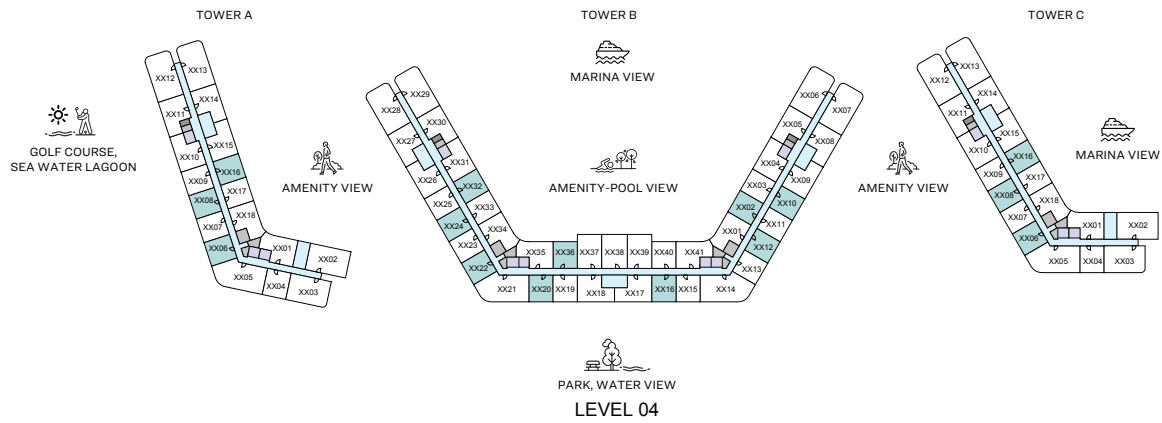 TOWER A
TOWER B
TOWER C
MARINA VIEW
GOLF COURSE,
SEA WATER LAGOON
AMENITY VIEW
AMENITY-POOL VIEW
AMENITY VIEW
MARINA VIEW
XX12
XX13
XX11
XX14
XX10
XX15
XX09
XX16
XX08
XX17
XX07
XX18
XX06
XX01
XX02
XX05
XX04
XX03
XX28
XX29
XX27
XX30
XX26
XX31
XX25
XX32
XX24
XX33
XX23
XX34
XX22
XX35
XX36
XX37
XX38
XX39
XX40
XX41
XX21
XX20
XX19
XX18
XX17
XX16
XX15
XX14
XX06
XX07
XX05
XX08
XX04
XX09
XX03
XX10
XX02
XX11
XX01
XX12
XX13
XX12
XX13
XX11
XX14
XX10
XX15
XX09
XX16
XX08
XX17
XX07
XX18
XX06
XX01
XX02
XX05
XX04
XX03
PARK, WATER VIEW
LEVEL 04